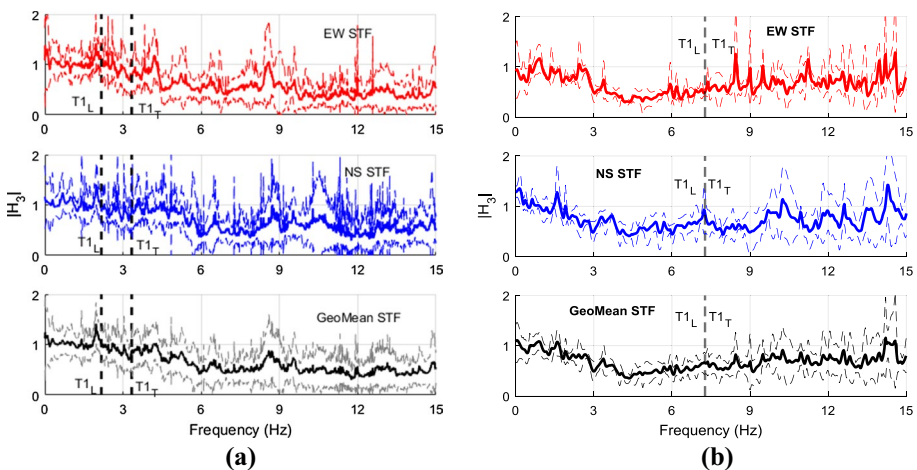 2
EW STF
1
T1L
T1T
0
0 3 6 9 12 15
2
NS STF
|H3|
1
T1L
T1T
0
0 3 6 9 12 15
2
GeoMean STF
1
T1L
T1T
0
0 3 6 9 12 15
Frequency (Hz)
(a)
2
EW STF
T1L T1T
1
0
0 3 6 9 12 15
2
NS STF
|H3|
T1L T1T
1
0
0 3 6 9 12 15
2
GeoMean STF
T1L T1T
1
0
0 3 6 9 12 15
Frequency (Hz)
(b)